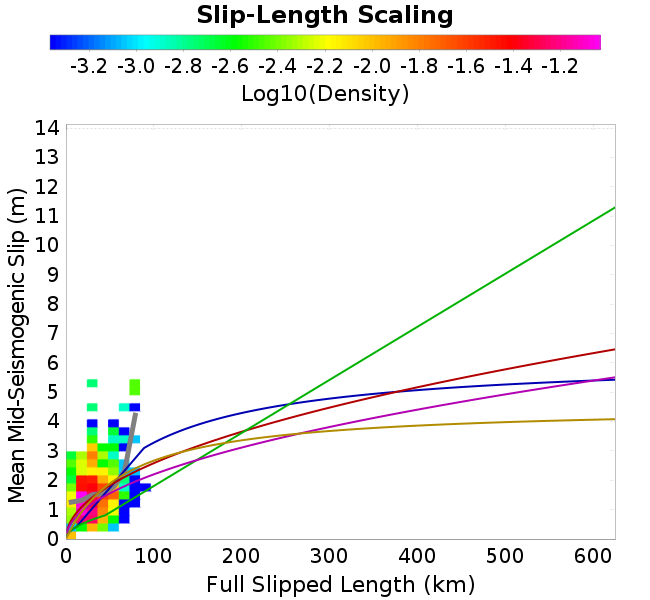 Slip-Length Scaling
-3.2 -3.0 -2.8 -2.6 -2.4 -2.2 -2.0 -1.8 -1.6 -1.4 -1.2
Log10(Density)
14
13
12
11
10
9
8
7
6
5
4
3
2
1
0
Mean Mid-Seismogenic Slip (m)
0 100 200 300 400 500 600
Full Slipped Length (km)